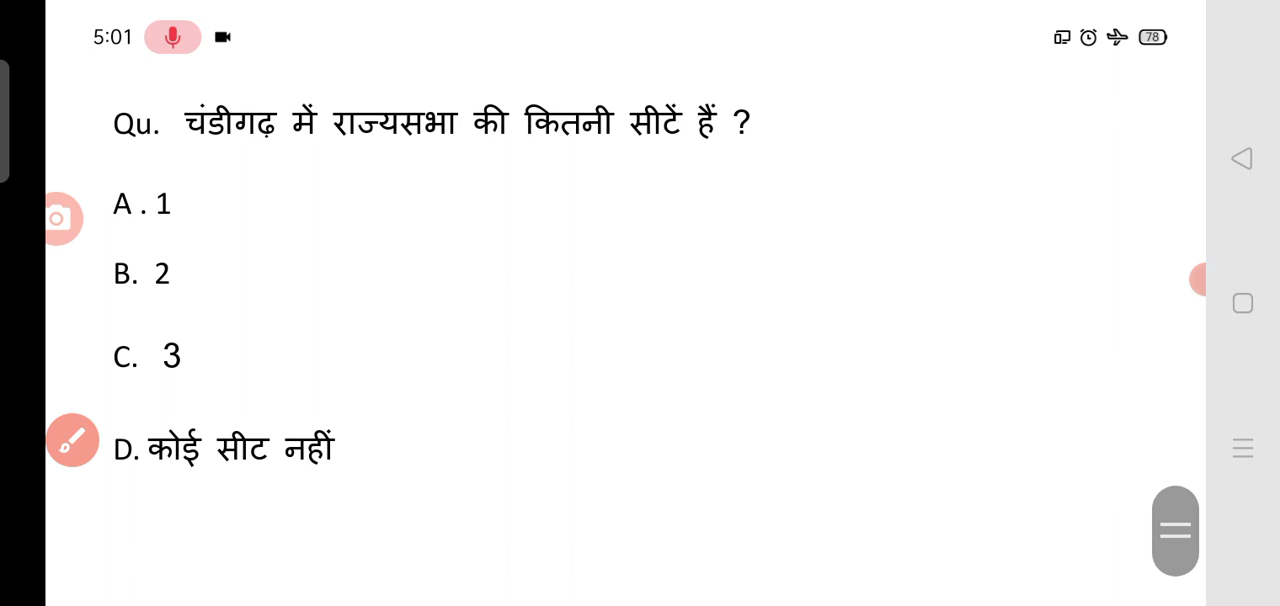 5:01 78
Qu. चंडीगढ़ में राज्यसभा की कितनी सीटें हैं ?
A . 1
B. 2
C. 3
D. कोई सीट नहीं